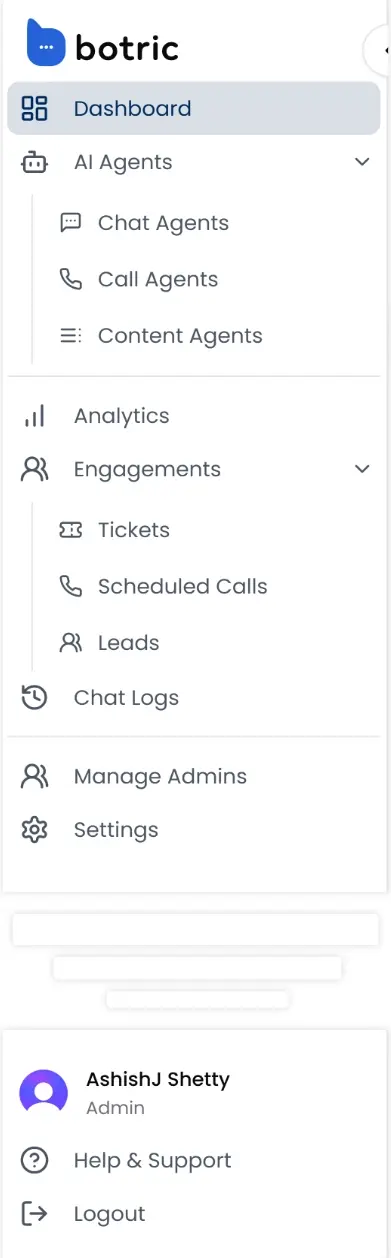 botric
Dashboard
AI Agents
Chat Agents
Call Agents
Content Agents
Analytics
Engagements
Tickets
Scheduled Calls
Leads
Chat Logs
Manage Admins
Settings
AshishJ Shetty
Admin
Help & Support
Logout